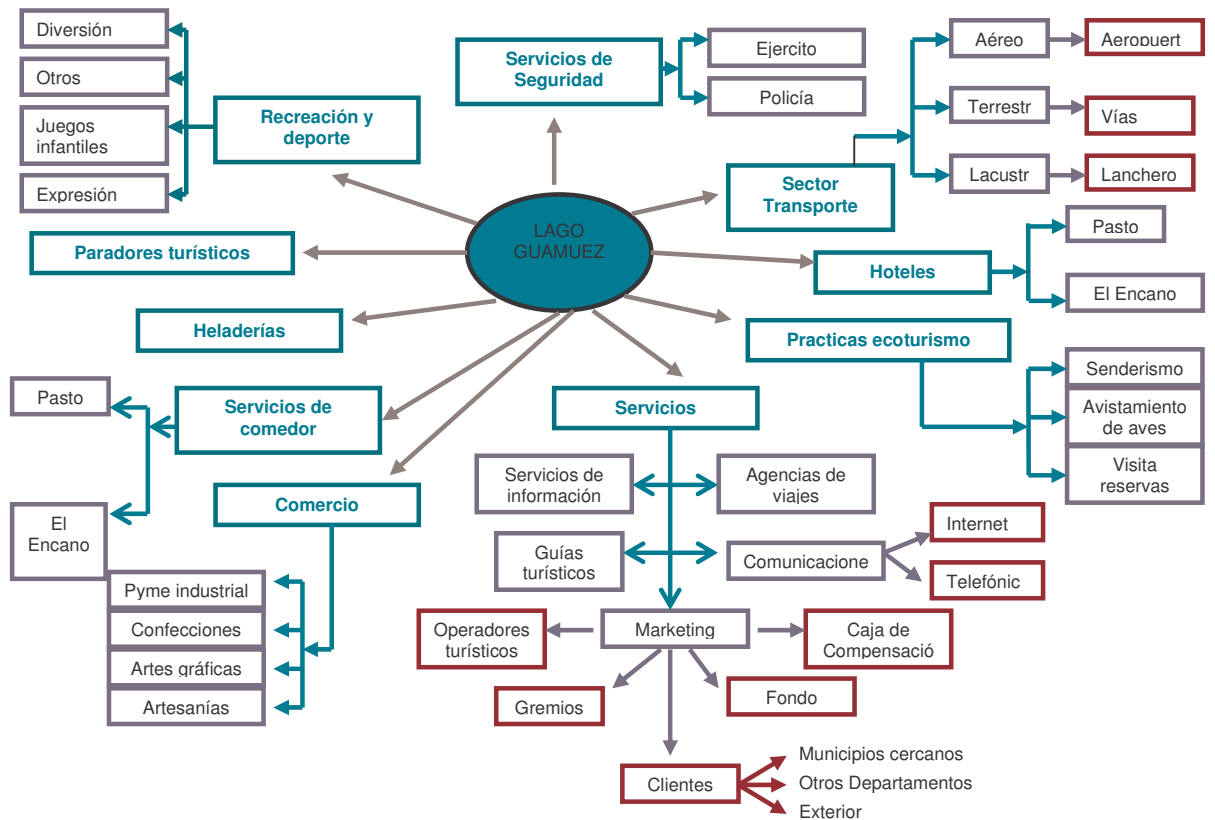 Diversión
Otros
Juegos
infantiles
Expresión
Recreación y
deporte
Servicios de
Seguridad
Ejercito
Policía
Aéreo
Aeropuert
Terrestr
Vías
Lacustr
Lanchero
Sector
Transporte
LAGO
GUAMUEZ
Paradores turísticos
Hoteles
Pasto
El Encano
Heladerías
Practicas ecoturismo
Senderismo
Avistamiento
de aves
Visita
reservas
Pasto
Servicios de
comedor
El
Encano
Servicios
Servicios de
información
Agencias de
viajes
Guías
turísticos
Comunicacione
Internet
Telefónic
Comercio
Pyme industrial
Confecciones
Artes gráficas
Artesanías
Operadores
turísticos
Marketing
Caja de
Compensació
Gremios
Fondo
Clientes
Municipios cercanos
Otros Departamentos
Exterior